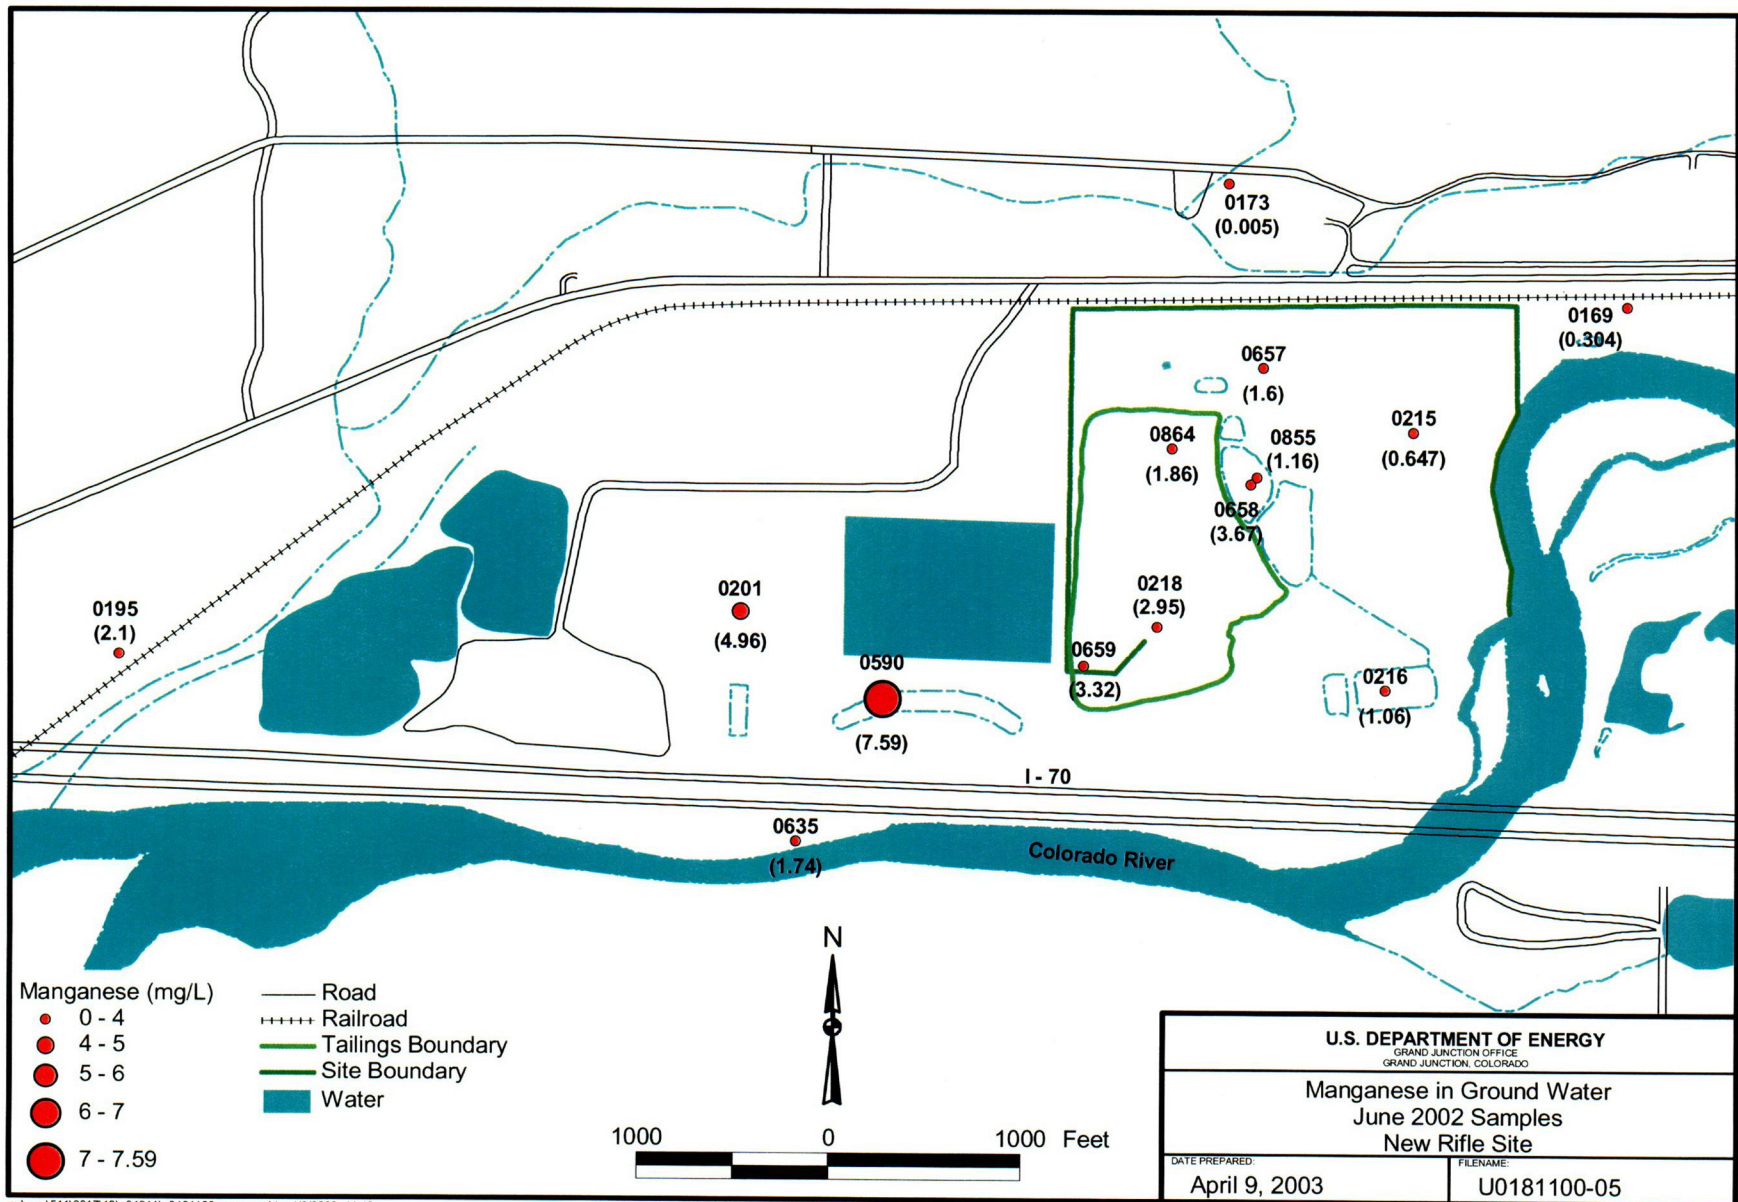 0173
(0.005)
0169
(0.304)
0657
(1.6)
0215
(0.647)
0864
(1.86)
0855
(1.16)
0658
(3.67)
0218
(2.95)
0201
(4.96)
0195
(2.1)
0659
(3.32)
0590
(7.59)
0216
(1.06)
I - 70
0635
(1.74)
Colorado River
N
Manganese (mg/L)
0 - 4
4 - 5
5 - 6
6 - 7
7 - 7.59
Road
Railroad
Tailings Boundary
Site Boundary
Water
1000 0 1000 Feet
U.S. DEPARTMENT OF ENERGY
GRAND JUNCTION OFFICE
GRAND JUNCTION, COLORADO
Manganese in Ground Water
June 2002 Samples
New Rifle Site
DATE PREPARED:
April 9, 2003
FILENAME:
U0181100-05